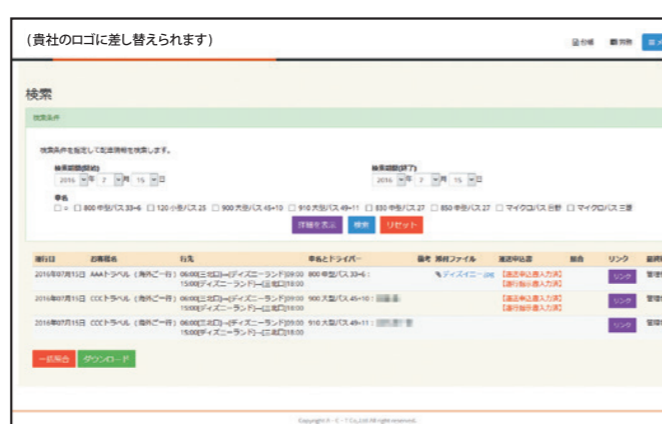 (貴社のロゴに差し替えられます)
検索
検索条件
検索条件を指定して配車情報を検索します。
検索期間(開始) 検索期間(終了)
2016 年 7 月 15 日 2016 年 7 月 15 日
車名
800 中型バス 33+6 120 小型バス 25 900 大型バス 45+10 910 大型バス 49+11 830 中型バス 27 850 中型バス 27 マイクロバス 日野 マイクロバス 三菱
詳細を表示 検索 リセット
運行日 お客様名 行先 車名とドライバー 備考 添付ファイル 運送申込書 リンク
2016年07月15日 AAAトラベル (海外ご一行) 06:00[三北口]→[ディズニーランド]09:00 800 中型バス 33+6 : ディズイニー.jpg 【運送申込書入力済】 リンク
15:00[ディズニーランド]→[三北口]18:00 【運行指示書入力済】
2016年07月15日 CCCトラベル (海外ご一行) 06:00[三北口]→[ディズニーランド]09:00 900 大型バス 45+10 : 【運送申込書入力済】 リンク
15:00[ディズニーランド]→[三北口]18:00 【運行指示書入力済】
2016年07月15日 CCCトラベル (海外ご一行) 06:00[三北口]→[ディズニーランド]09:00 910 大型バス 49+11 : リンク
15:00[ディズニーランド]→[三北口]18:00
ダウンロード